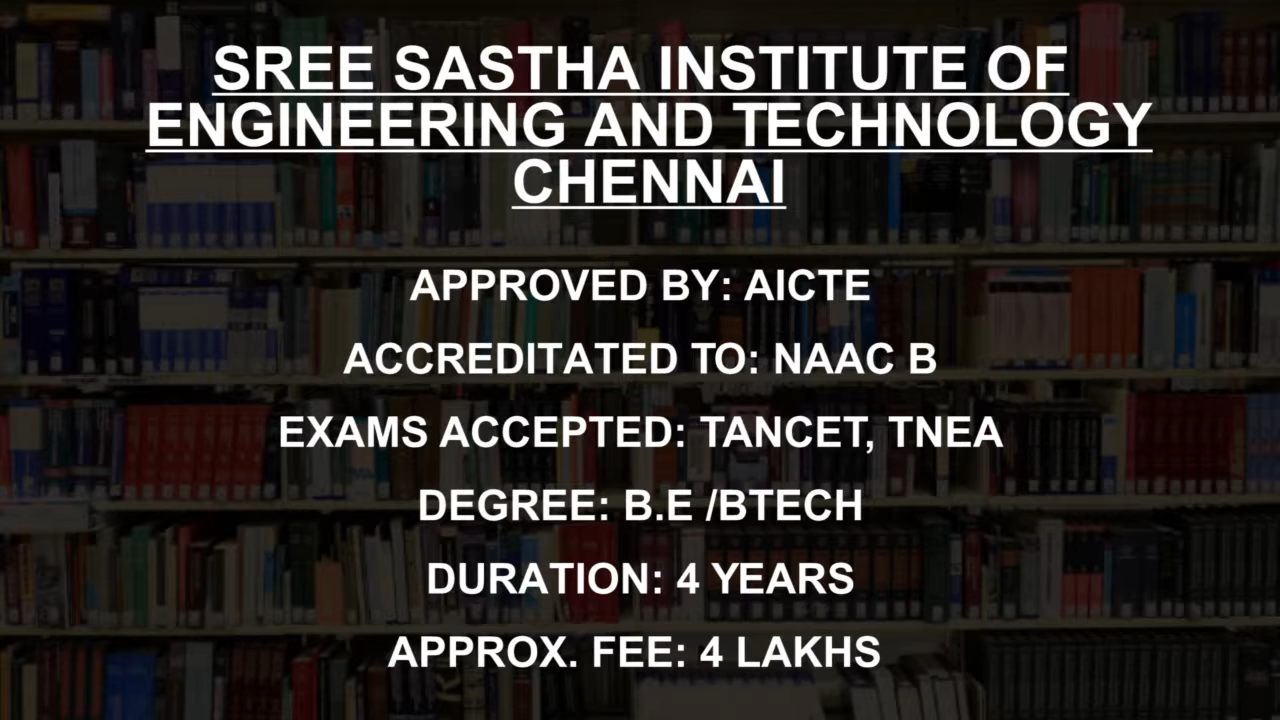 SREE SASTHA INSTITUTE OF
ENGINEERING AND TECHNOLOGY
CHENNAI
APPROVED BY: AICTE
ACCREDITATED TO: NAAC B
EXAMS ACCEPTED: TANCET, TNEA
DEGREE: B.E /BTECH
DURATION: 4 YEARS
APPROX. FEE: 4 LAKHS